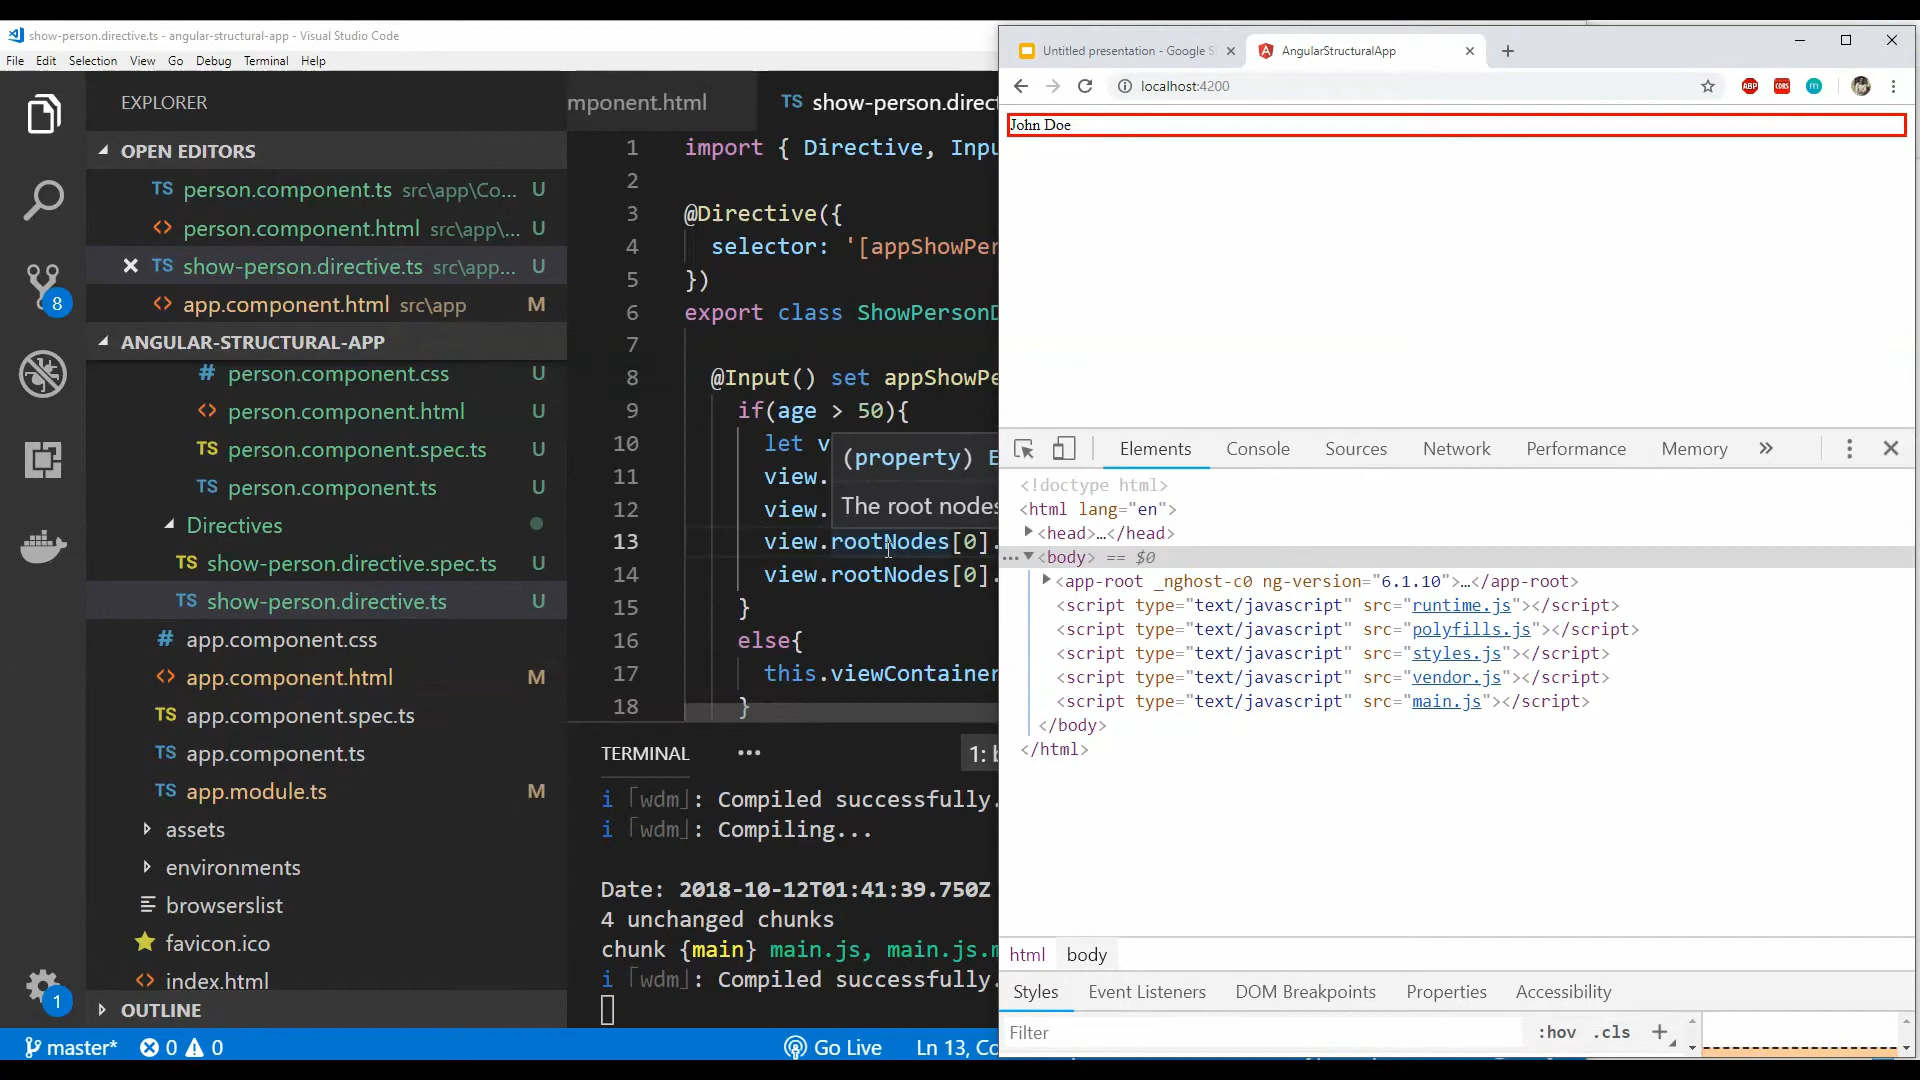 show-person.directive.ts - angular-structural-app - Visual Studio Code
File Edit Selection View Go Debug Terminal Help
EXPLORER
OPEN EDITORS
TS person.component.ts src\app\Co... U
<> person.component.html src\app\... U
TS show-person.directive.ts src\app... U
<> app.component.html src\app M
ANGULAR-STRUCTURAL-APP
# person.component.css U
<> person.component.html U
TS person.component.spec.ts U
TS person.component.ts U
Directives
TS show-person.directive.spec.ts U
TS show-person.directive.ts U
# app.component.css
<> app.component.html M
TS app.component.spec.ts
TS app.component.ts
TS app.module.ts M
assets
environments
browserslist
favicon.ico
<> index.html
OUTLINE
8
1
mponent.html
TS show-person.direct
1 import { Directive, Inpu
2
3 @Directive({
4 selector: '[appShowPer
5 })
6 export class ShowPersonD
7
8 @Input() set appShowPe
9 if(age > 50){
10 let v
11 view.
12 view.
13 view.rootNodes[0].
14 view.rootNodes[0].
15 }
16 else{
17 this.viewContainer
18 }
(property) E
The root nodes
TERMINAL ••• 1: b
i ｢wdm｣: Compiled successfully.
i ｢wdm｣: Compiling...
Date: 2018-10-12T01:41:39.750Z
4 unchanged chunks
chunk {main} main.js, main.js.m
i ｢wdm｣: Compiled successfully.
master* 0 0 Go Live Ln 13, Co
Untitled presentation - Google S
AngularStructuralApp
localhost:4200
ABP CORS m
John Doe
Elements Console Sources Network Performance Memory »
<!doctype html>
<html lang="en">
<head>…</head>
<body> == $0
<app-root _nghost-c0 ng-version="6.1.10">…</app-root>
<script type="text/javascript" src="runtime.js"></script>
<script type="text/javascript" src="polyfills.js"></script>
<script type="text/javascript" src="styles.js"></script>
<script type="text/javascript" src="vendor.js"></script>
<script type="text/javascript" src="main.js"></script>
</body>
</html>
html body
Styles Event Listeners DOM Breakpoints Properties Accessibility
Filter :hov .cls +